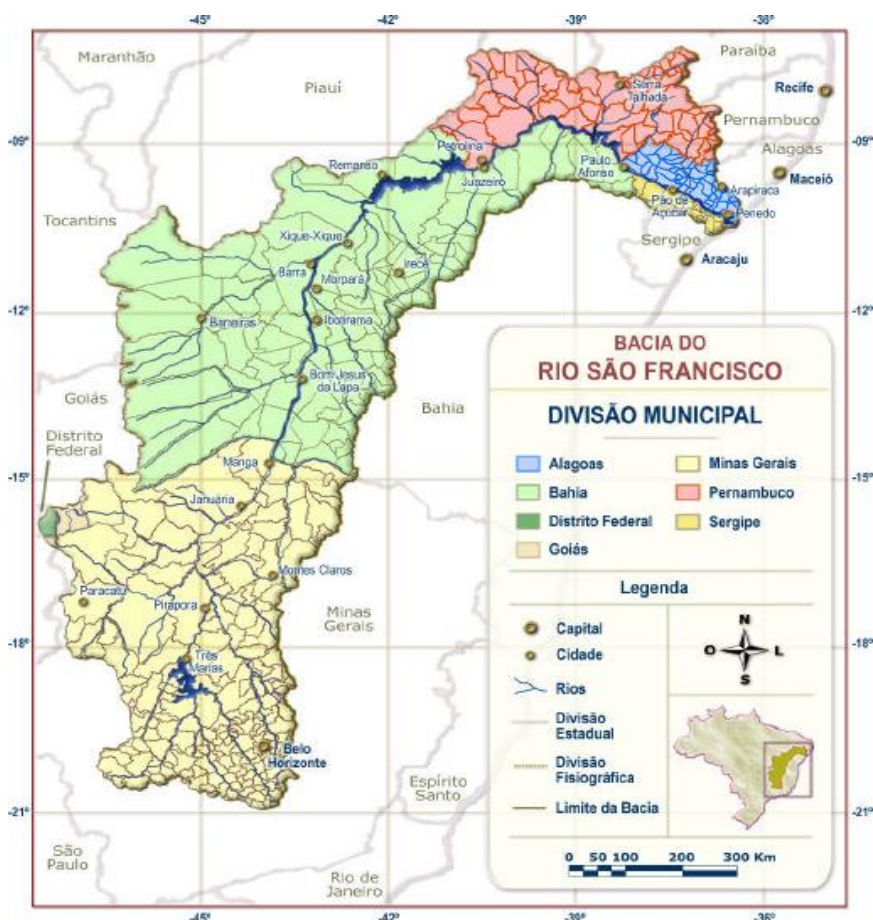 -45°
-42°
-39°
-36°
Maranhão
Piauí
Paraíba
Serra
Talhada
Recife
Pernambuco
-09°
-09°
Petrolina
Alagoas
Remanso
Juazeiro
Paulo
Afonso
Maceió
Arapiraca
Tocantins
Pão de
Açúcar
Penedo
Xique-Xique
Sergipe
Barra
Irecê
Aracaju
Morpará
-12°
-12°
Barreiras
Ibotirama
BACIA DO
RIO SÃO FRANCISCO
Goiás
Bom Jesus
da Lapa
Bahia
DIVISÃO MUNICIPAL
Distrito
Federal
Manga
Alagoas
Minas Gerais
-15°
-15°
Januária
Bahia
Pernambuco
Distrito Federal
Sergipe
Goiás
Montes Claros
Legenda
Paracatú
Pirapora
Minas
Gerais
Capital
N
-18°
-18°
Três
Marias
Cidade
O
L
S
Rios
Belo
Horizonte
Divisão
Estadual
Divisão
Fisiográfica
Espírito
Santo
Limite da Bacia
-21°
-21°
São
Paulo
0 50 100 200 300 Km
Rio de
Janeiro
-45°
-42°
-39°
-36°